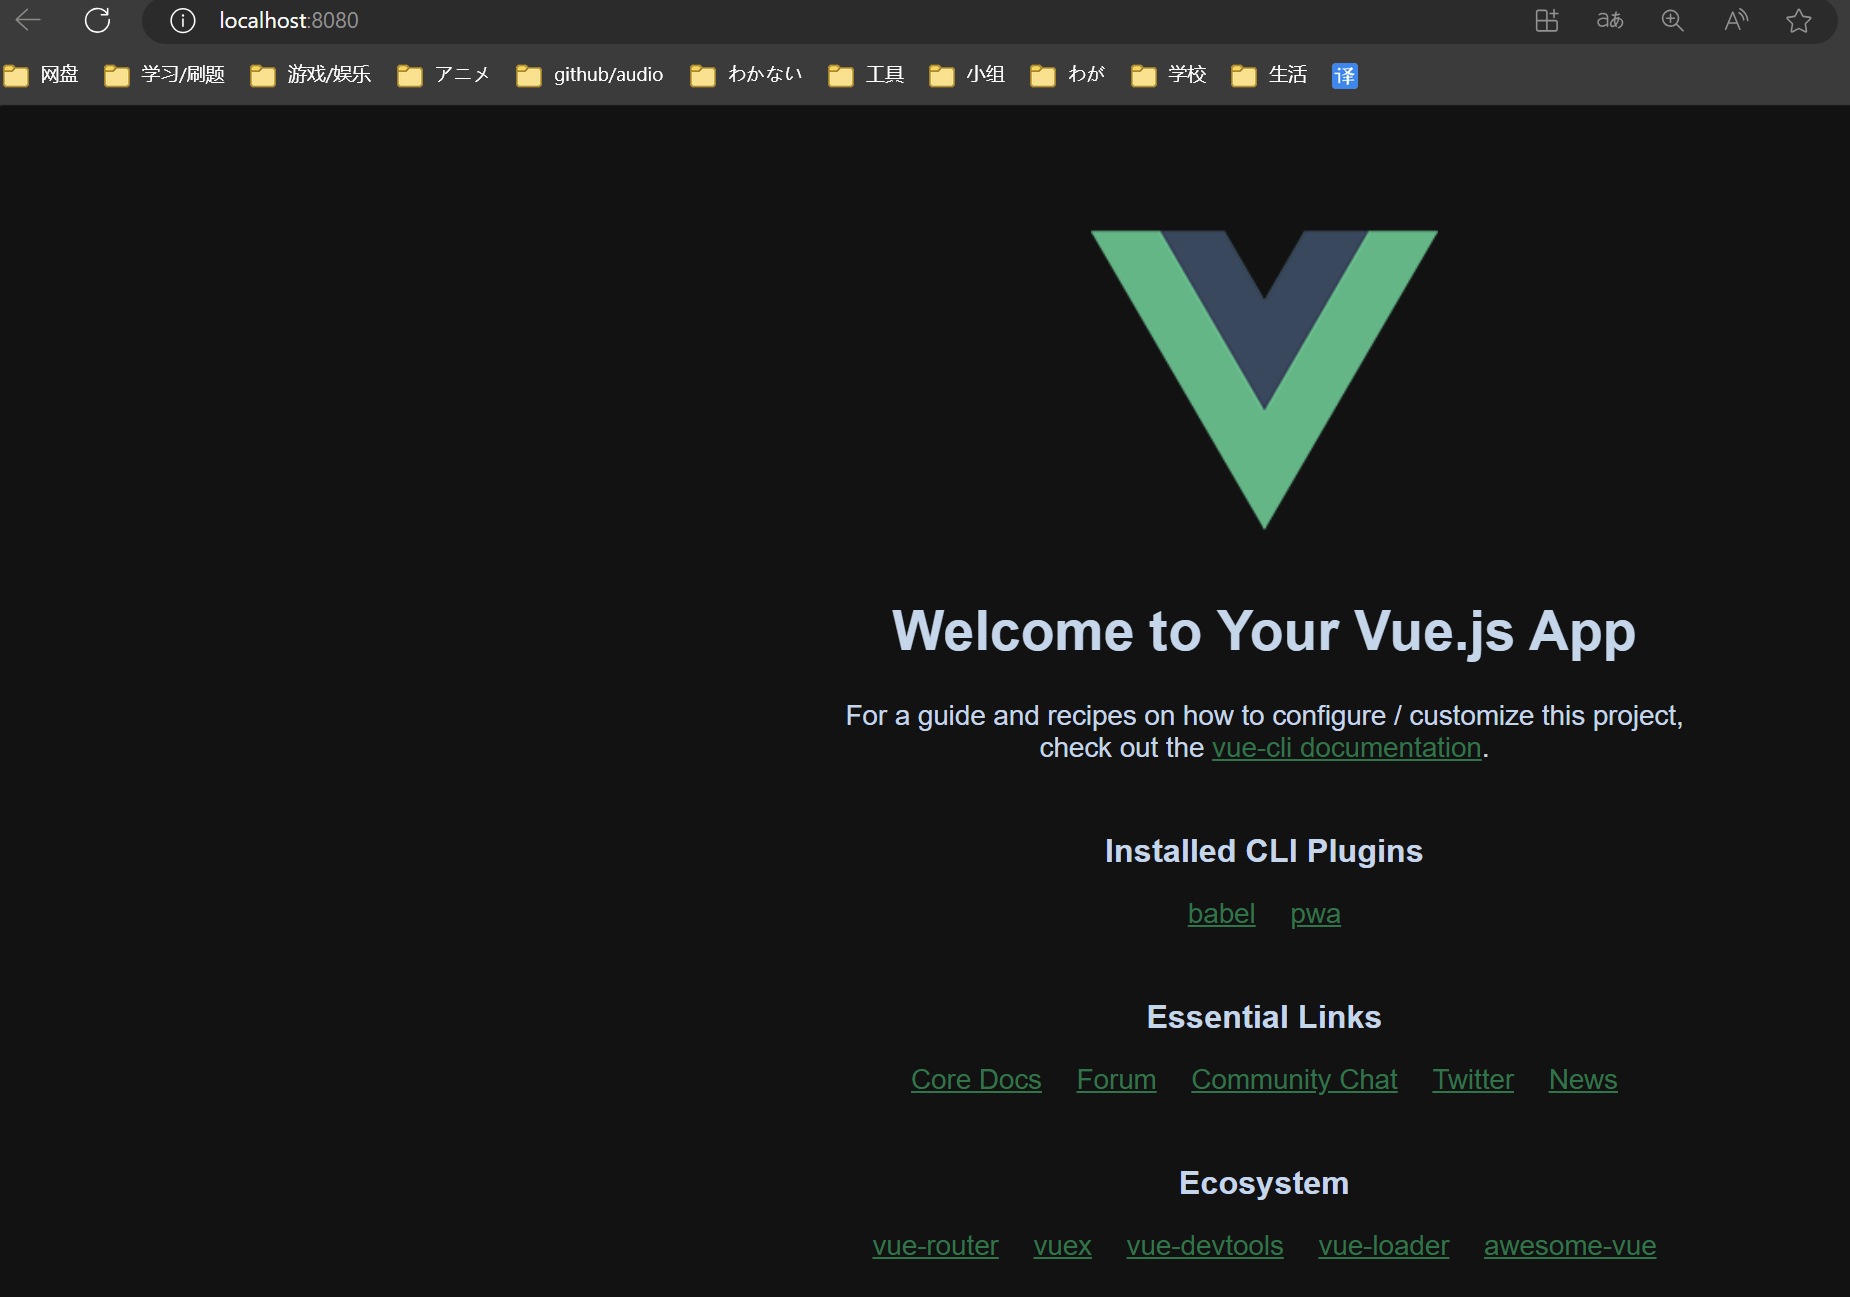 localhost:8080
网盘 学习/刷题 游戏/娱乐 アニメ github/audio わかない 工具 小组 わが 学校 生活 译
Welcome to Your Vue.js App
For a guide and recipes on how to configure / customize this project,
check out the vue-cli documentation.
Installed CLI Plugins
babel pwa
Essential Links
Core Docs Forum Community Chat Twitter News
Ecosystem
vue-router vuex vue-devtools vue-loader awesome-vue